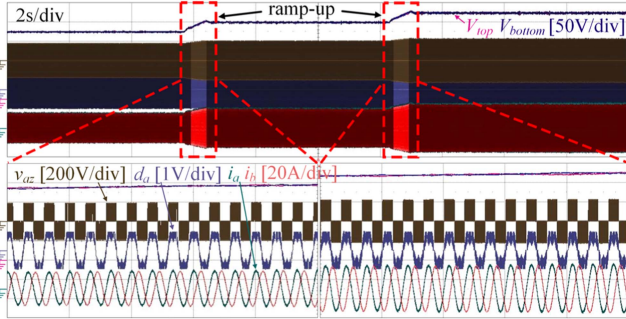 2s/div
ramp-up
Vtop Vbottom [50V/div]
vaz [200V/div] da [1V/div] ia ib [20A/div]